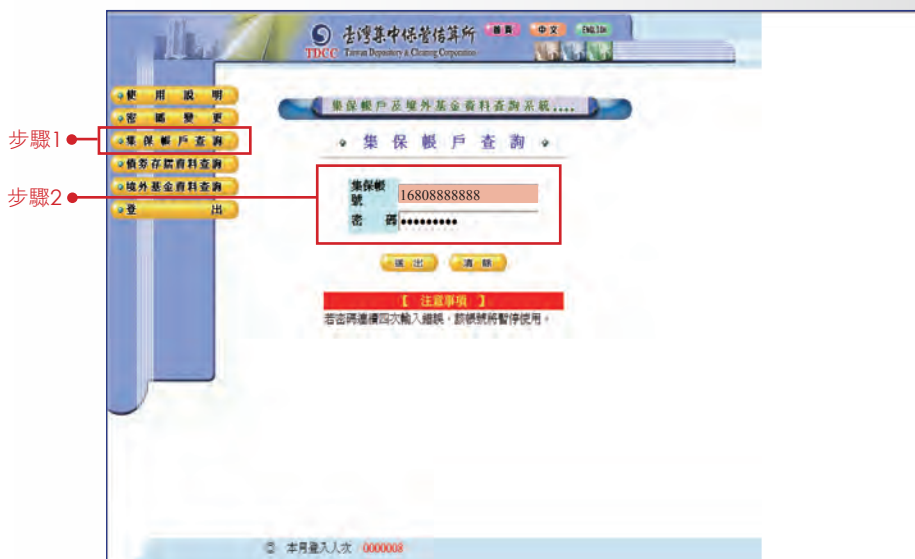 臺灣集中保管結算所
TDCC Taiwan Depository & Clearing Corporation
首頁 中文 ENGLISH
使用說明
密碼變更
集保帳戶查詢
債券存摺資料查詢
境外基金資料查詢
登出
步驟1
步驟2
集保帳戶及境外基金資料查詢系統....
集保帳戶查詢
集保帳
號 16808888888
密碼 •••••••••
送出 清除
【 注意事項 】
若密碼連續四次輸入錯誤，該帳號將暫停使用。
本月登入人次 0000008